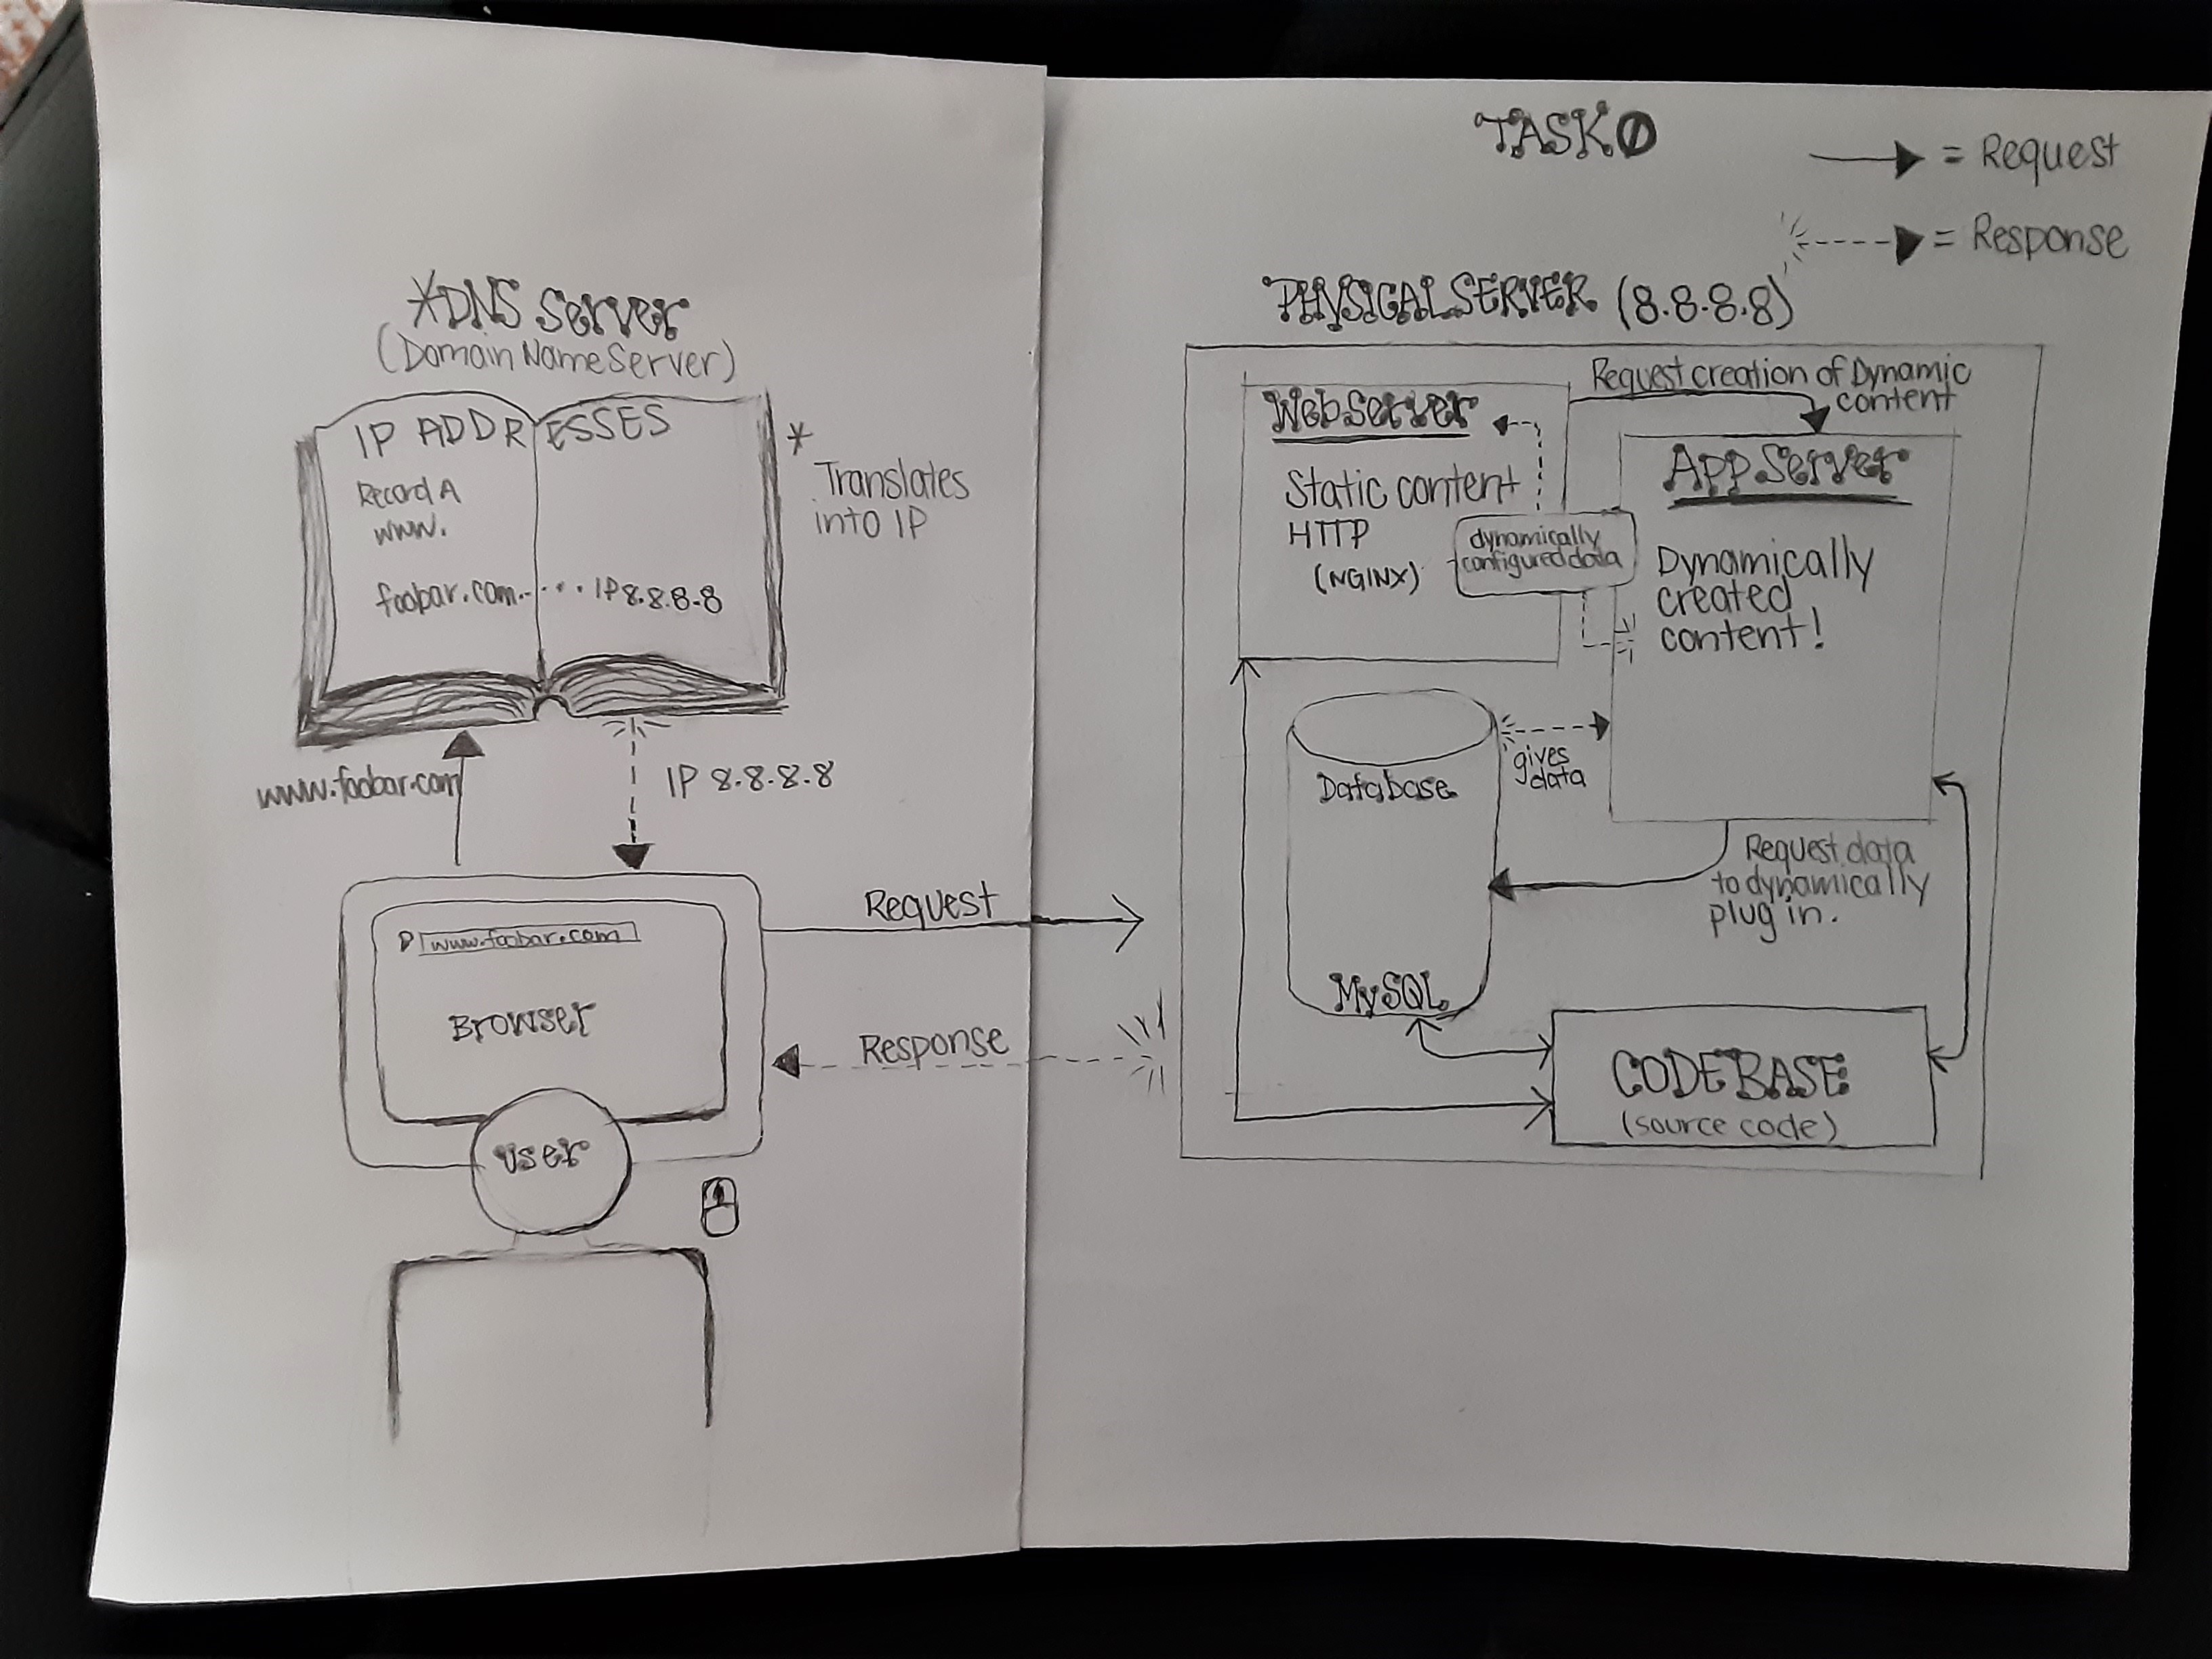 TASK 0
= Request
= Response
*DNS Server
(Domain Name Server)
IP ADDRESSES
Record A
www.
foobar.com....... IP 8.8.8.8
* Translates
into IP
www.foobar.com
IP 8.8.8.8
www.foobar.com
Browser
user
Request
Response
PHYSICAL SERVER (8.8.8.8)
Web Server
Static content
HTTP
(NGINX)
Request creation of Dynamic
content
App Server
Dynamically
created
content!
dynamically
configured data
Database
MySQL
gives
data
Request data
to dynamically
plug in.
CODEBASE
(source code)